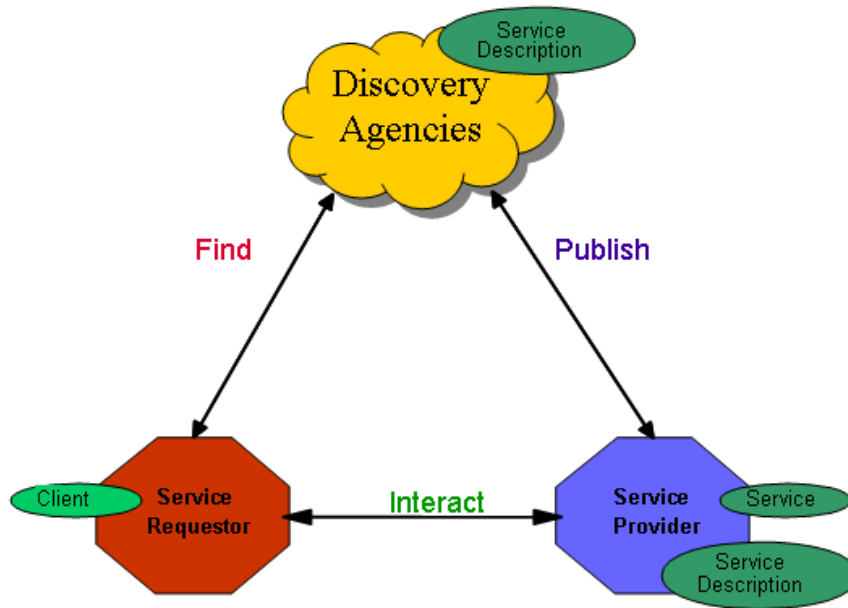 Service
Description
Discovery
Agencies
Find
Publish
Client
Service
Requestor
Interact
Service
Provider
Service
Service
Description